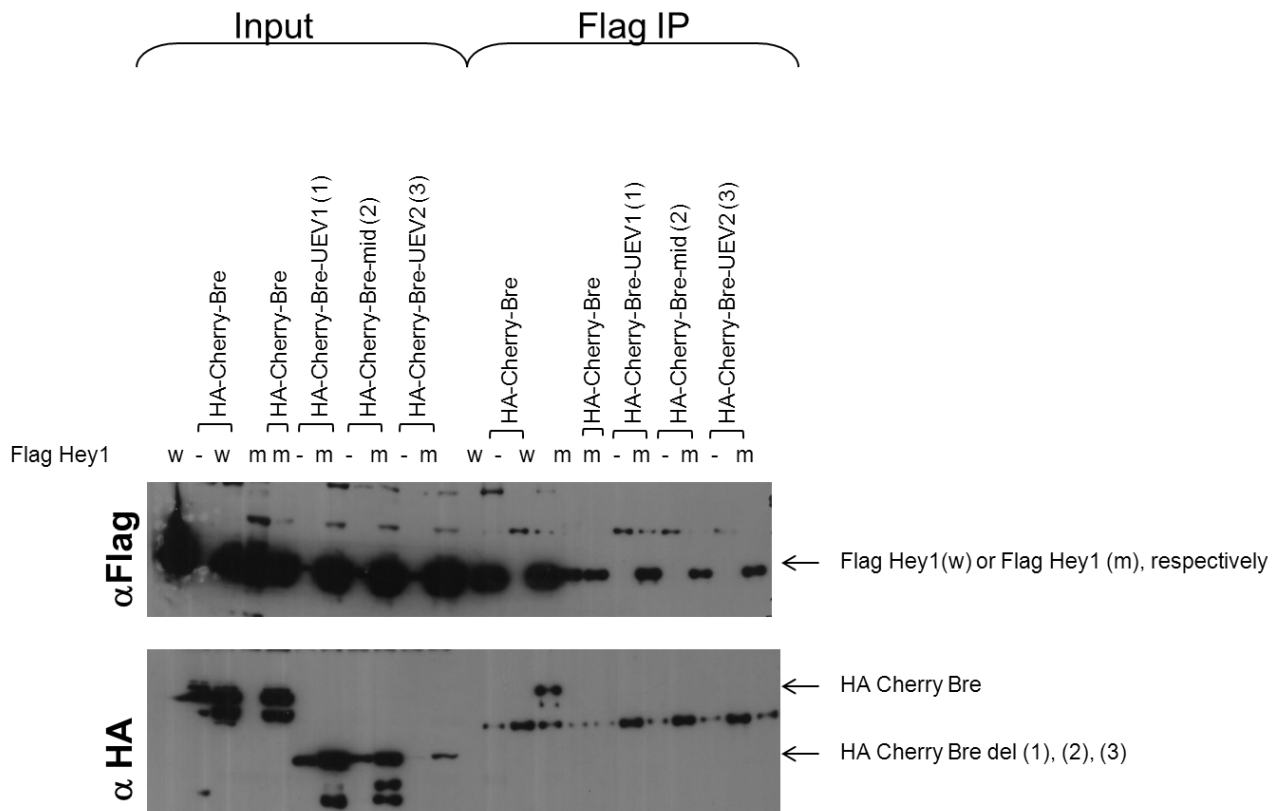 Input
Flag IP
HA-Cherry-Bre
HA-Cherry-Bre
HA-Cherry-Bre-UEV1 (1)
HA-Cherry-Bre-mid (2)
HA-Cherry-Bre-UEV2 (3)
HA-Cherry-Bre
HA-Cherry-Bre
HA-Cherry-Bre-UEV1 (1)
HA-Cherry-Bre-mid (2)
HA-Cherry-Bre-UEV2 (3)
Flag Hey1 w - w m m - m - m - m w - w m m - m - m - m
αFlag
Flag Hey1(w) or Flag Hey1 (m), respectively
α HA
HA Cherry Bre
HA Cherry Bre del (1), (2), (3)